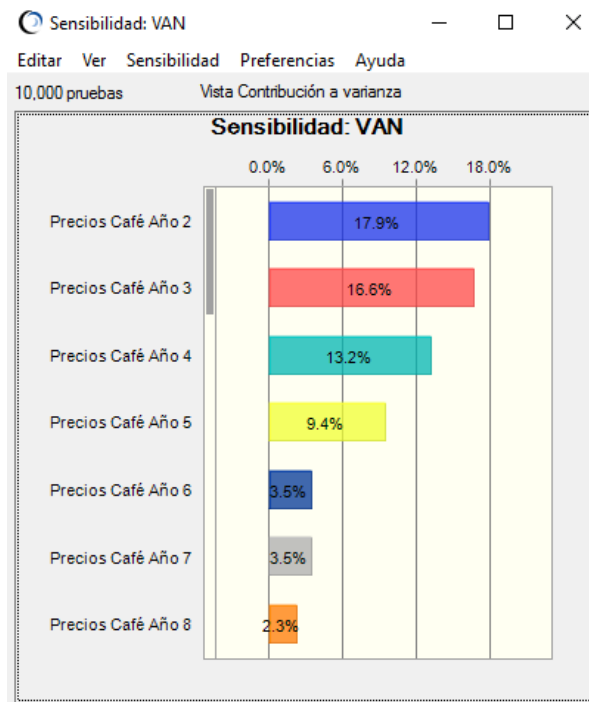 Sensibilidad: VAN
Editar Ver Sensibilidad Preferencias Ayuda
10,000 pruebas Vista Contribución a varianza
Sensibilidad: VAN
0.0% 6.0% 12.0% 18.0%
Precios Café Año 2 17.9%
Precios Café Año 3 16.6%
Precios Café Año 4 13.2%
Precios Café Año 5 9.4%
Precios Café Año 6 3.5%
Precios Café Año 7 3.5%
Precios Café Año 8 2.3%